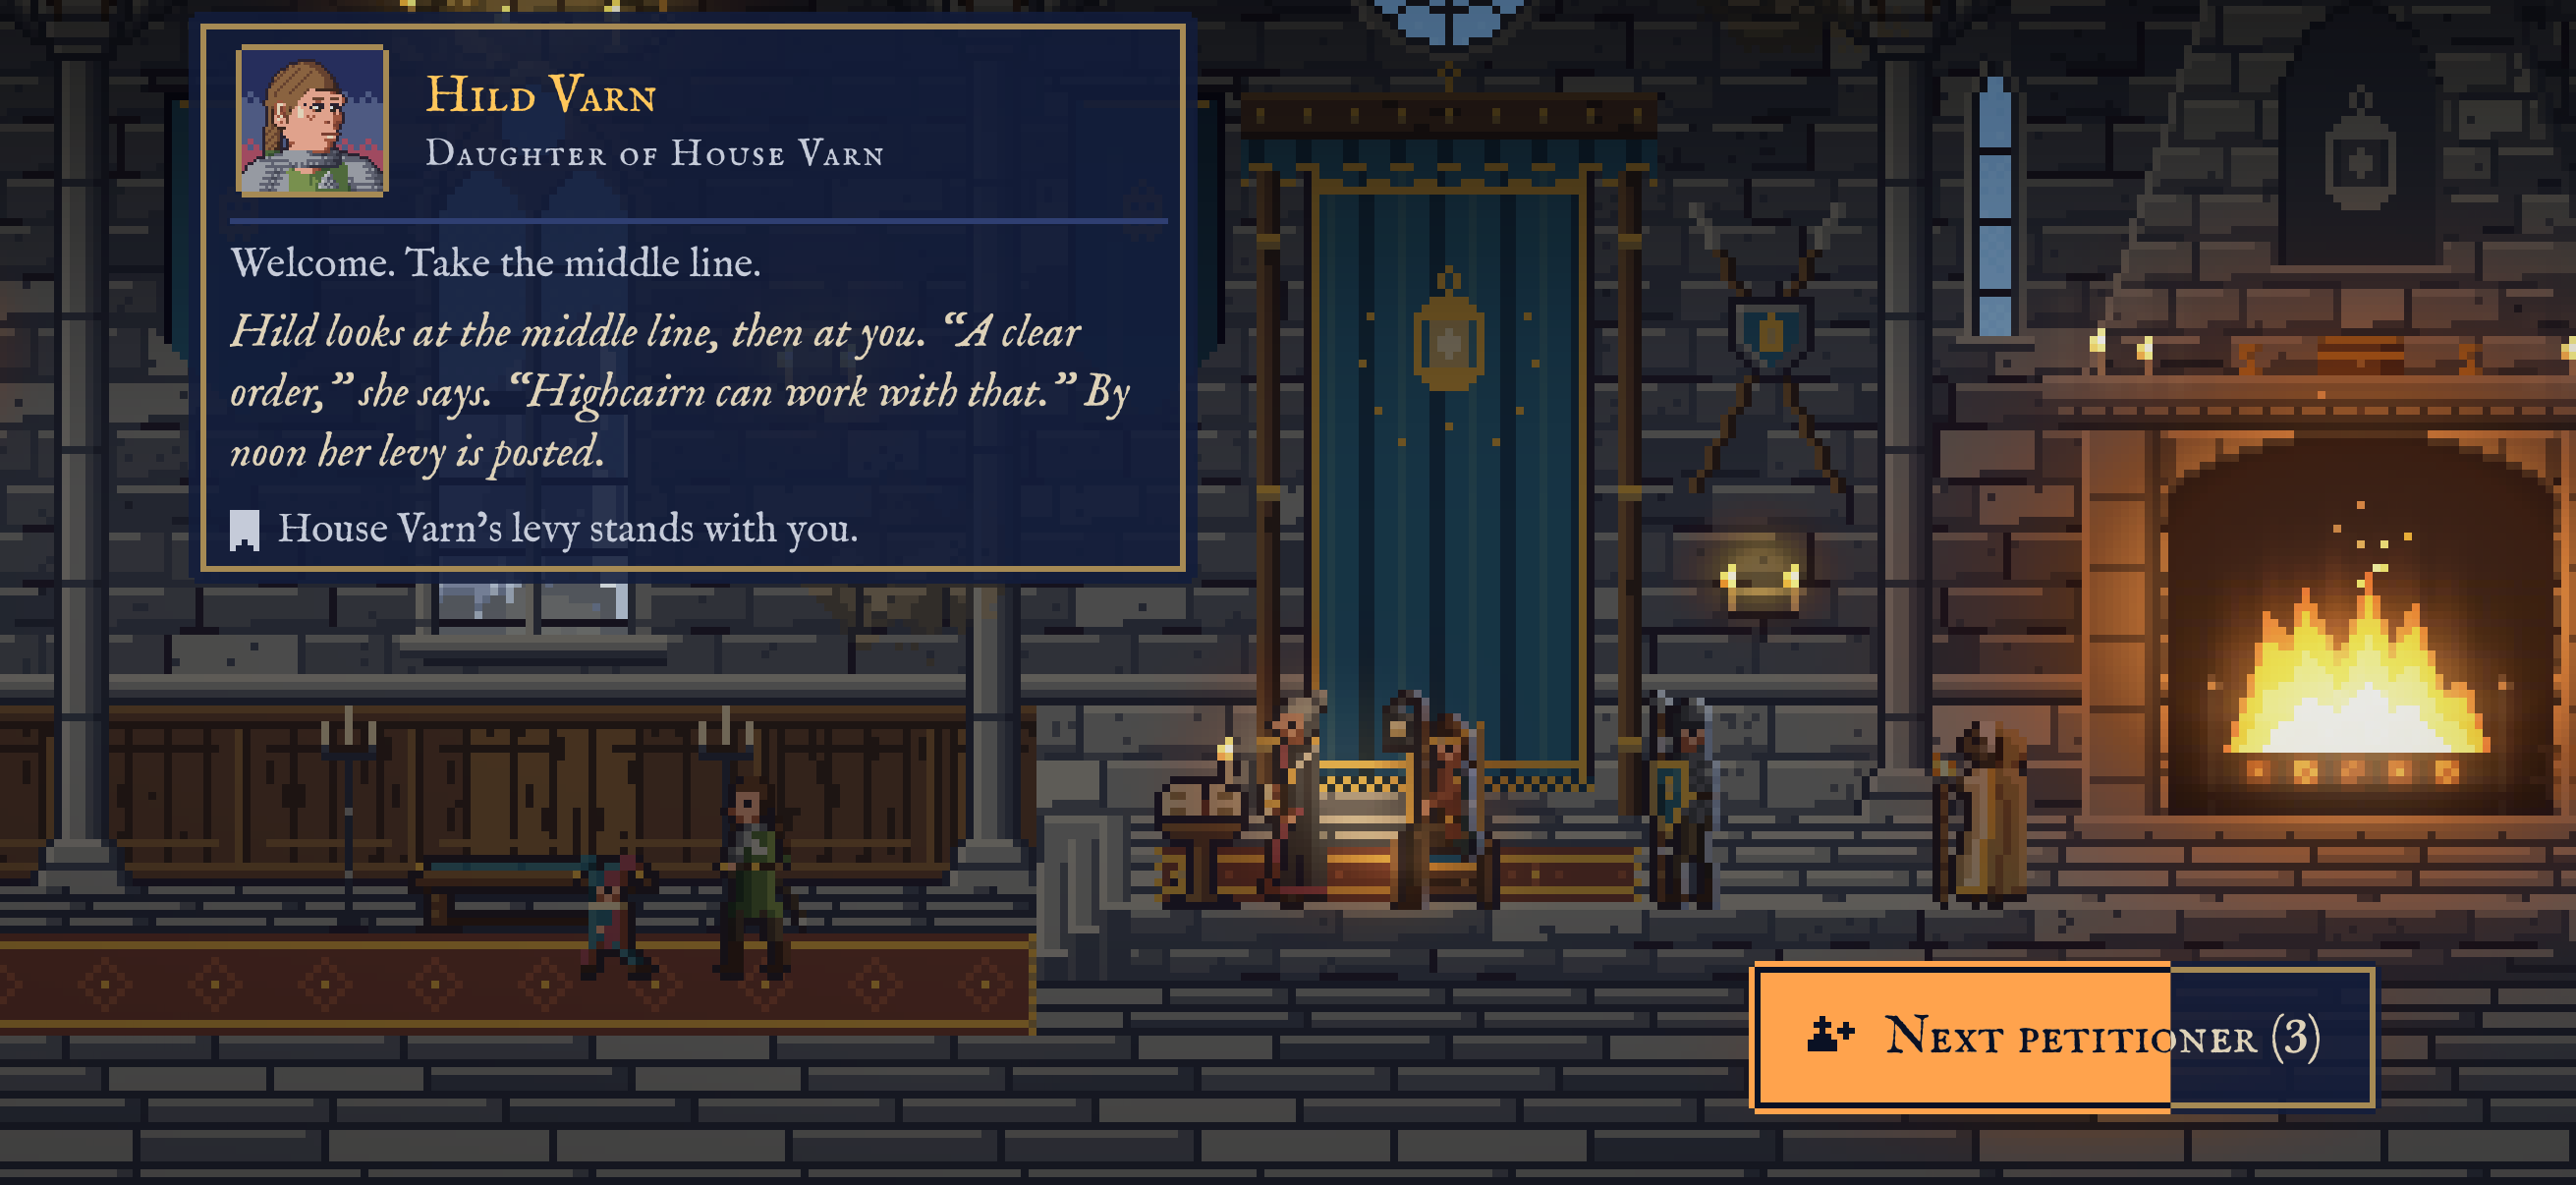 Hild Varn
Daughter of House Varn
Welcome. Take the middle line.
Hild looks at the middle line, then at you. “A clear
order,” she says. “Highcairn can work with that.” By
noon her levy is posted.
House Varn’s levy stands with you.
Next petitioner (3)